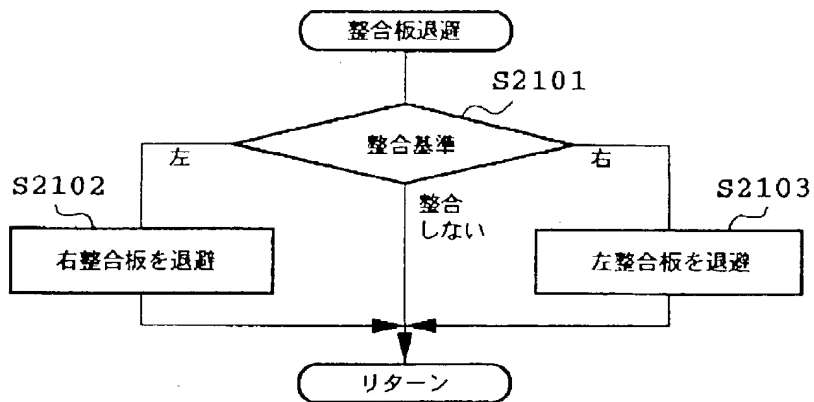 整合板退避
S2101
整合基準
左
右
S2102
S2103
整合
しない
右整合板を退避
左整合板を退避
リターン